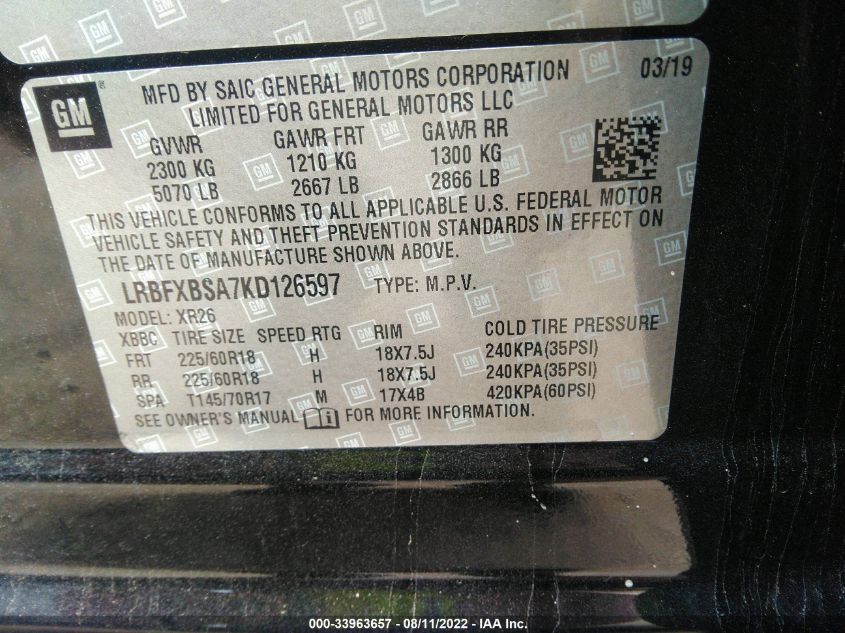 GM
MFD BY SAIC GENERAL MOTORS CORPORATION 03/19
LIMITED FOR GENERAL MOTORS LLC
GVWR GAWR FRT GAWR RR
2300 KG 1210 KG 1300 KG
5070 LB 2667 LB 2866 LB
THIS VEHICLE CONFORMS TO ALL APPLICABLE U.S. FEDERAL MOTOR
VEHICLE SAFETY AND THEFT PREVENTION STANDARDS IN EFFECT ON
THE DATE OF MANUFACTURE SHOWN ABOVE.
LRBFXBSA7KD126597 TYPE: M.P.V.
MODEL: XR26
XBBC TIRE SIZE SPEED RTG RIM COLD TIRE PRESSURE
FRT 225/60R18 H 18X7.5J 240KPA(35PSI)
RR 225/60R18 H 18X7.5J 240KPA(35PSI)
SPA T145/70R17 M 17X4B 420KPA(60PSI)
SEE OWNER'S MANUAL FOR MORE INFORMATION.
000-33963657 - 08/11/2022 - IAA Inc.